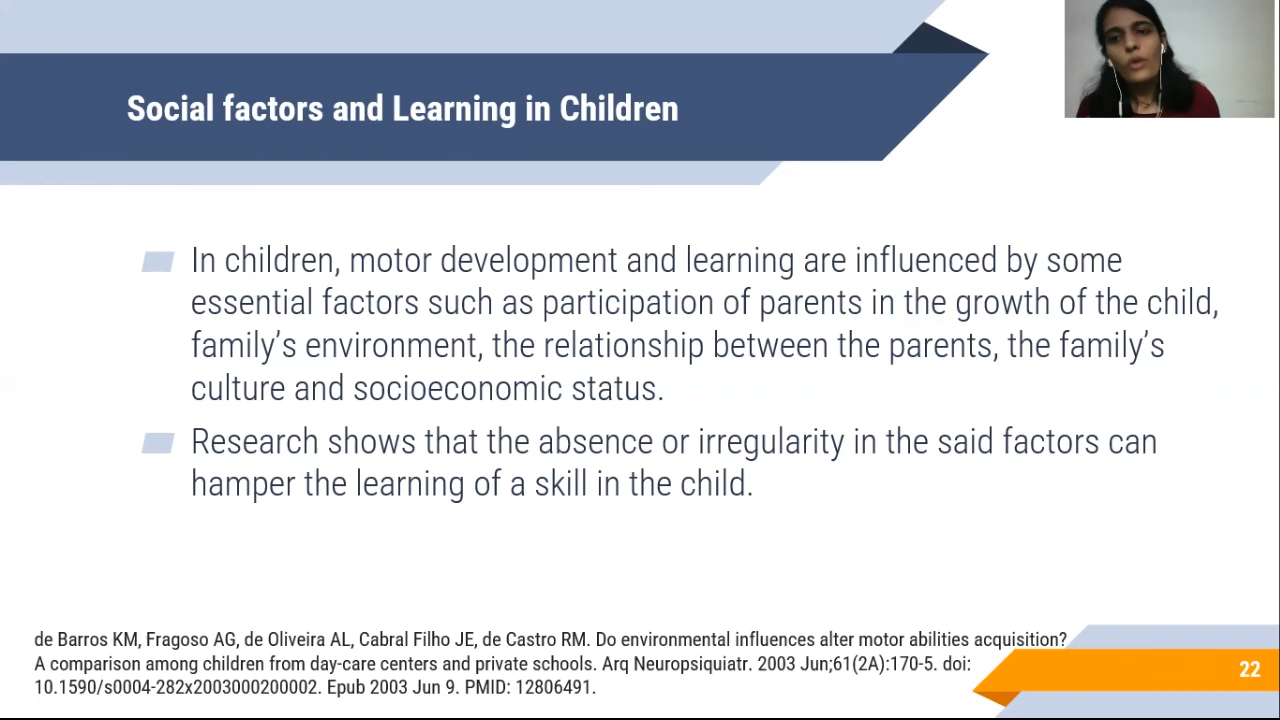 Social factors and Learning in Children
In children, motor development and learning are influenced by some
essential factors such as participation of parents in the growth of the child,
family’s environment, the relationship between the parents, the family’s
culture and socioeconomic status.
Research shows that the absence or irregularity in the said factors can
hamper the learning of a skill in the child.
de Barros KM, Fragoso AG, de Oliveira AL, Cabral Filho JE, de Castro RM. Do environmental influences alter motor abilities acquisition?
A comparison among children from day-care centers and private schools. Arq Neuropsiquiatr. 2003 Jun;61(2A):170-5. doi:
10.1590/s0004-282x2003000200002. Epub 2003 Jun 9. PMID: 12806491.
22